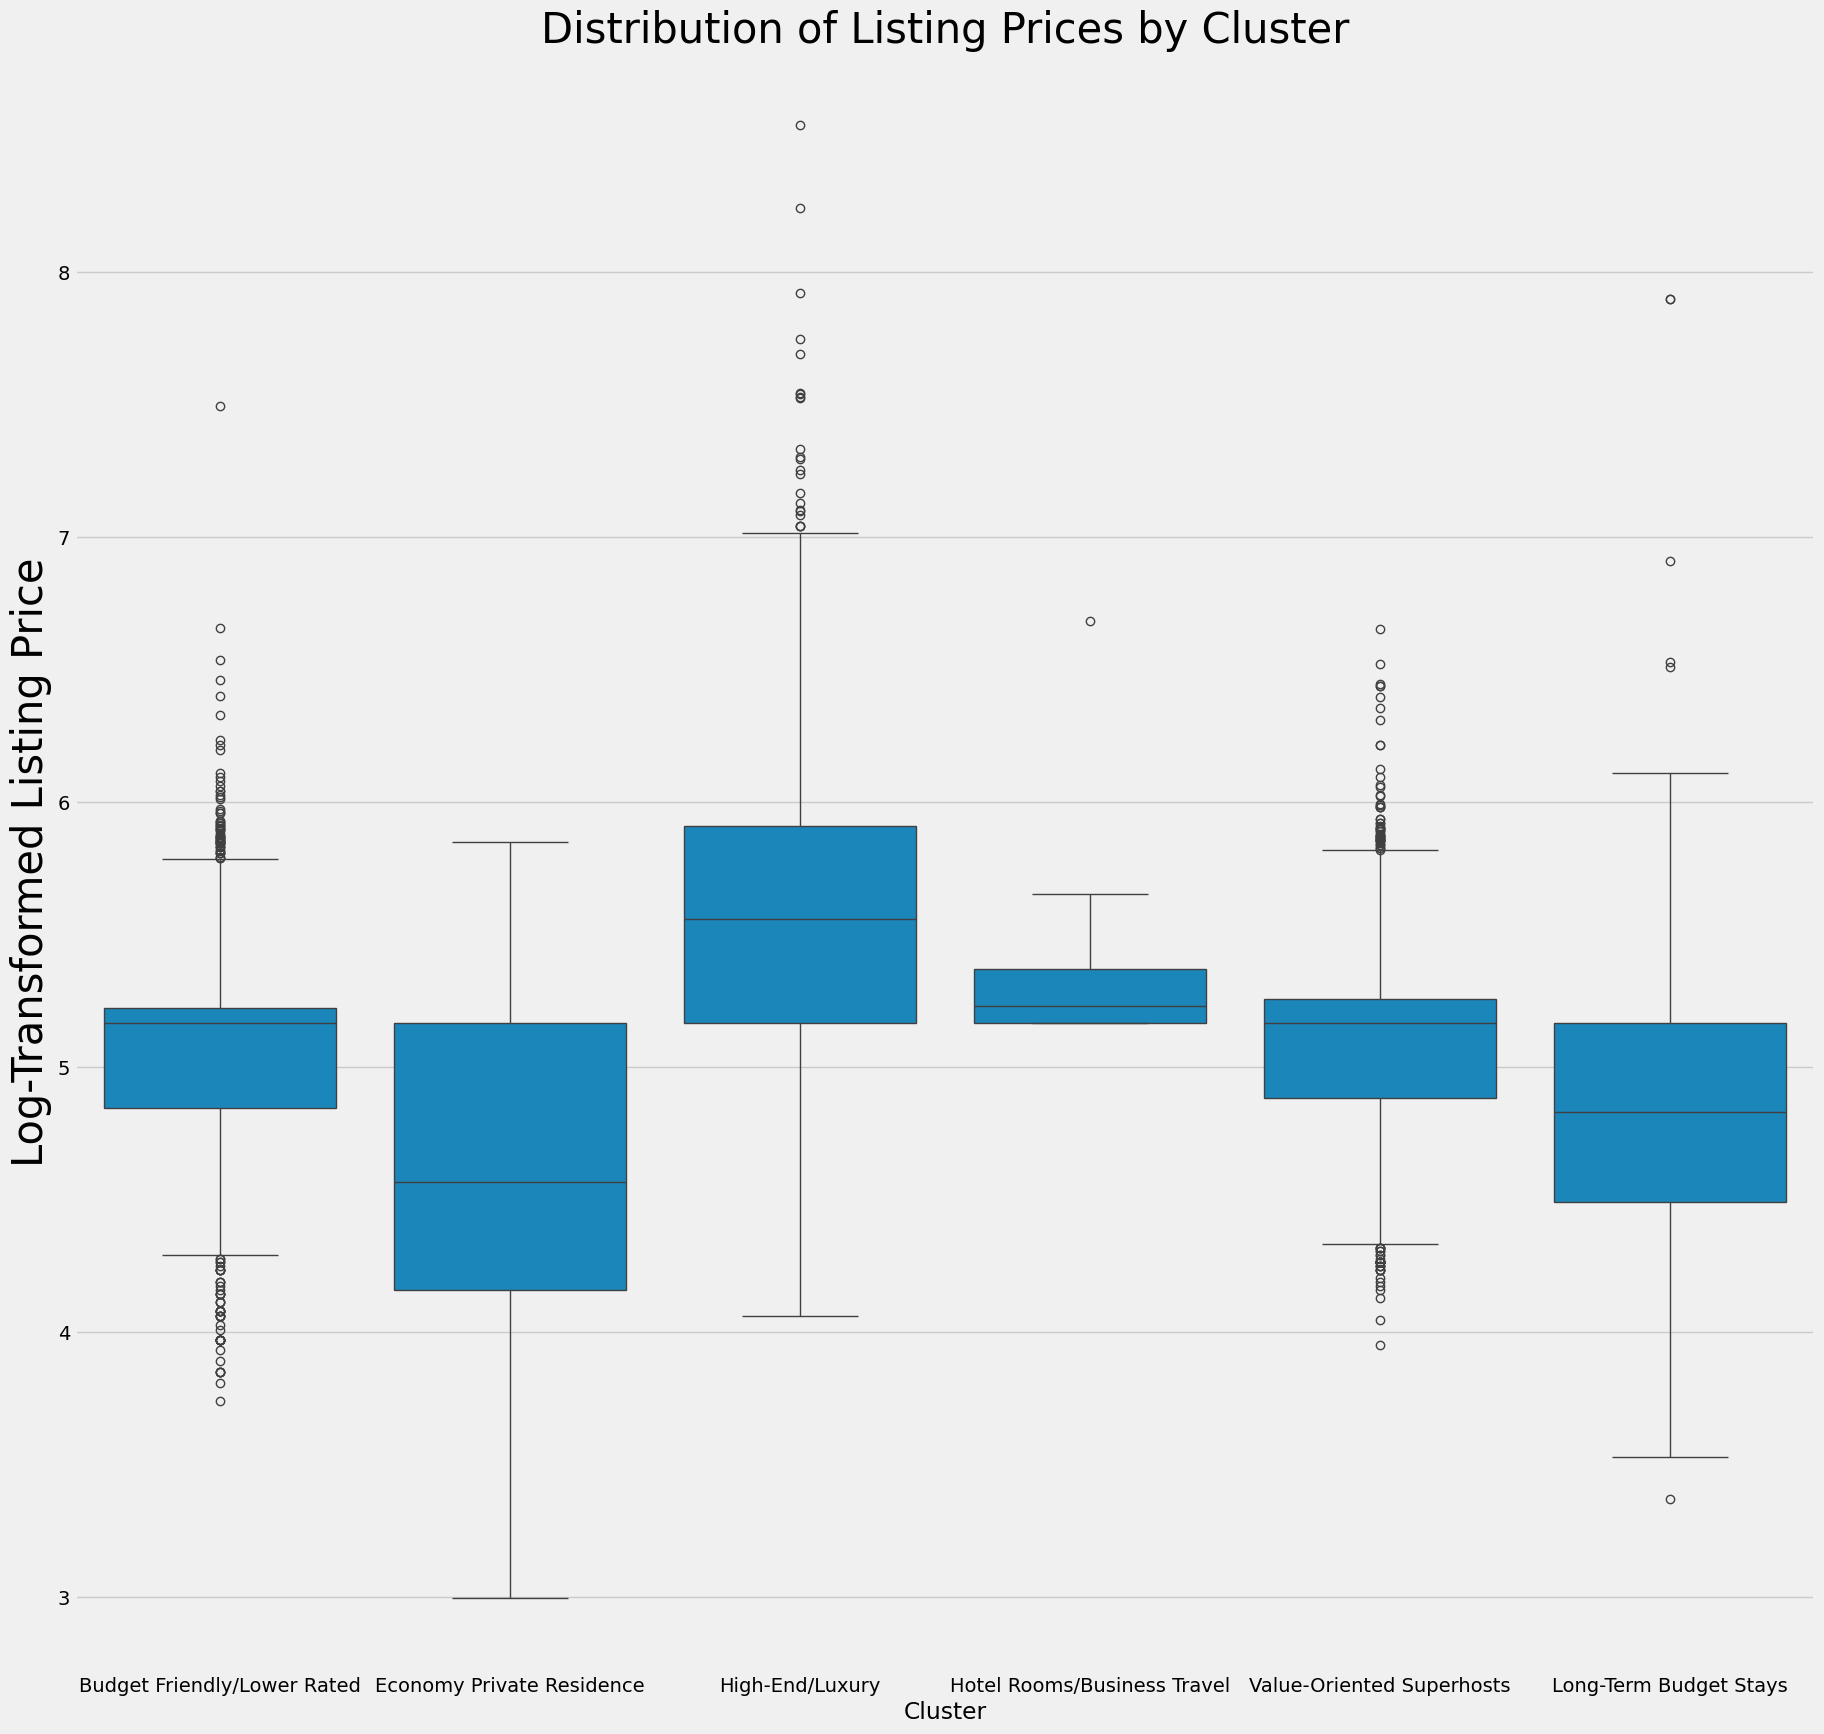 Distribution of Listing Prices by Cluster
Log-Transformed Listing Price
8
7
6
5
4
3
Budget Friendly/Lower Rated Economy Private Residence High-End/Luxury Hotel Rooms/Business Travel Value-Oriented Superhosts Long-Term Budget Stays
Cluster